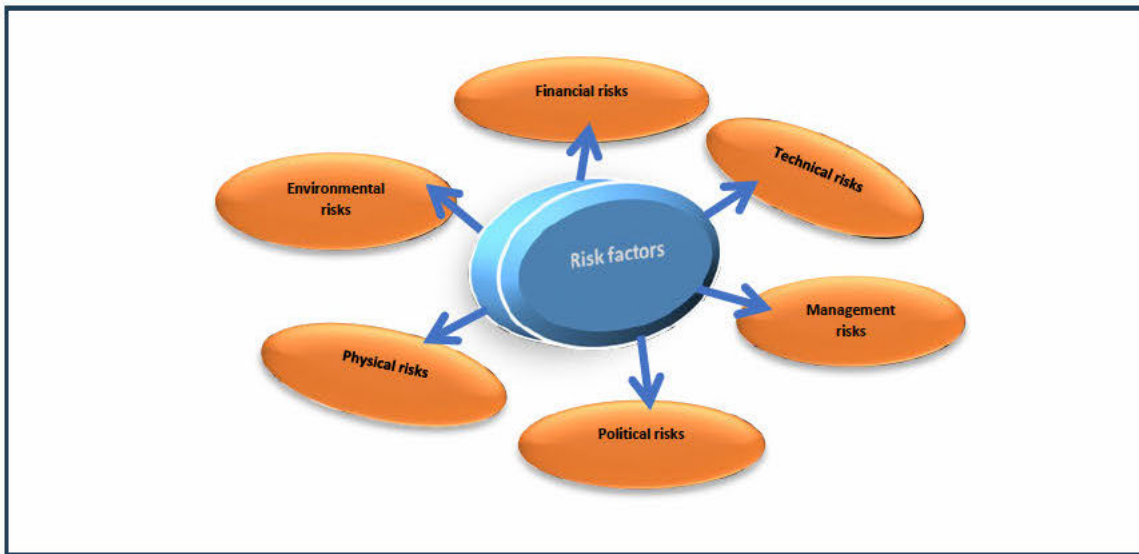 Financial risks
Technical risks
Environmental
risks
Risk factors
Management
risks
Physical risks
Political risks